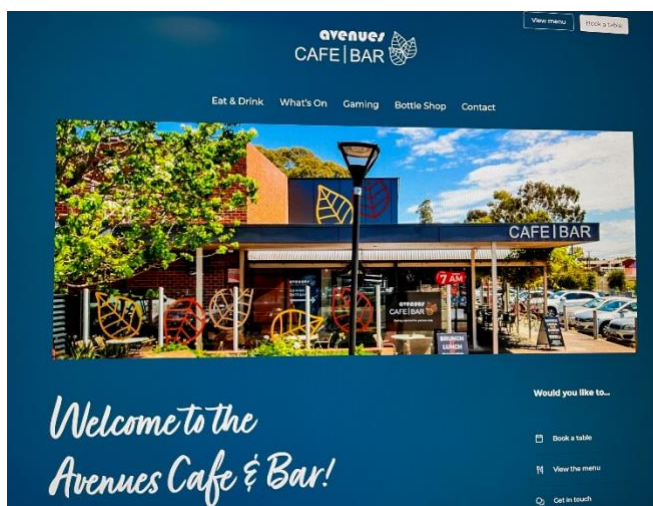 View menu
Book a table
avenues
CAFE|BAR
Eat & Drink What's On Gaming Bottle Shop Contact
CAFE|BAR
7 AM
avenues
CAFE|BAR
BRUNCH
LUNCH
Welcome to the
Avenues Cafe & Bar!
Would you like to...
Book a table
View the menu
Get in touch